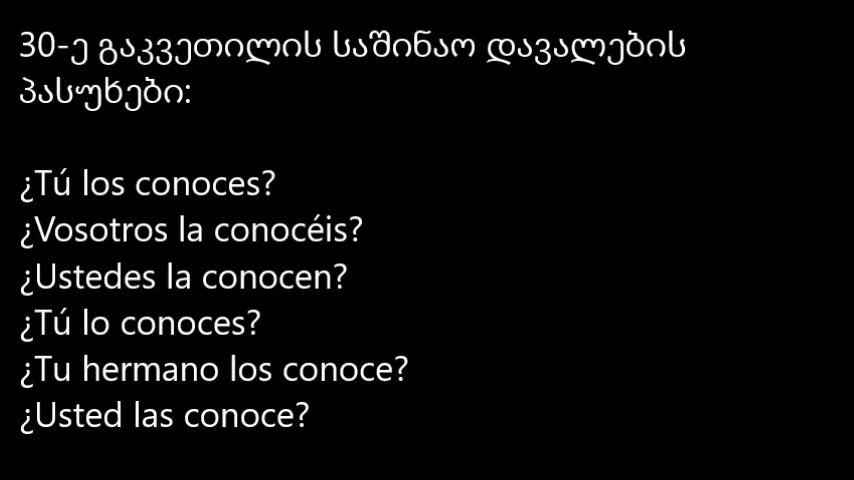 30-ე გაკვეთილის საშინაო დავალების
პასუხები:
¿Tú los conoces?
¿Vosotros la conocéis?
¿Ustedes la conocen?
¿Tú lo conoces?
¿Tu hermano los conoce?
¿Usted las conoce?